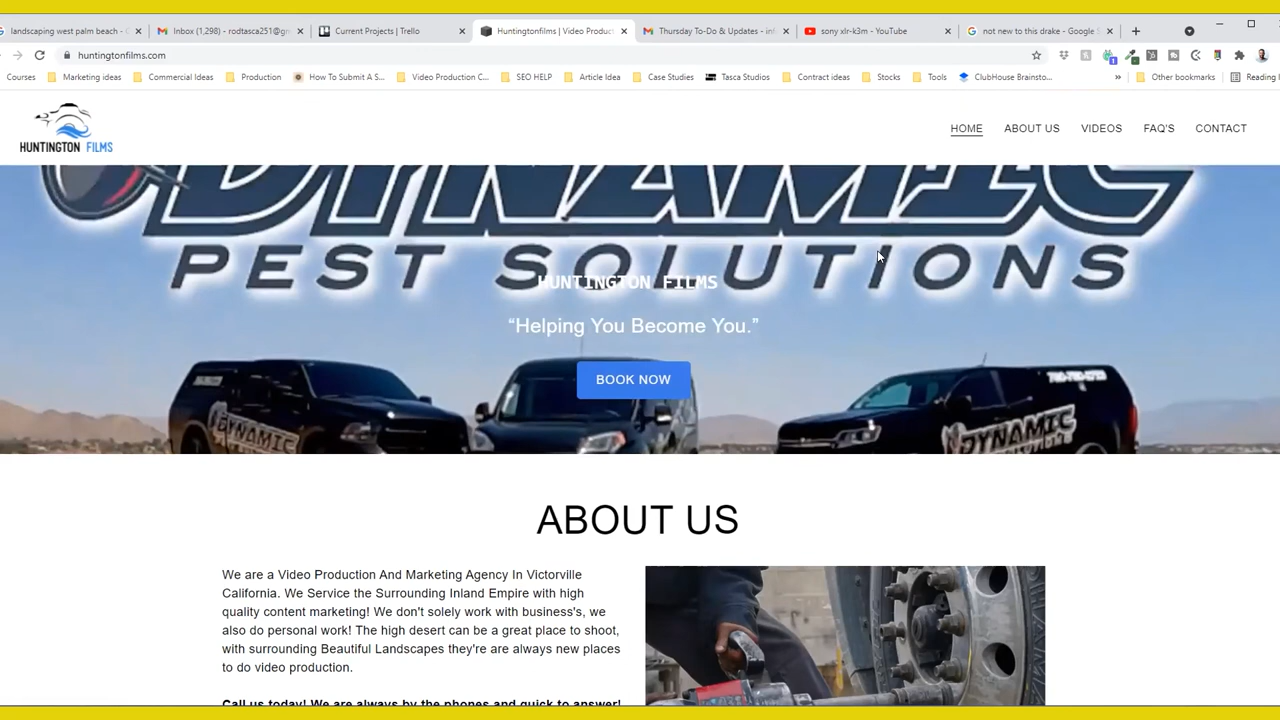 landscaping west palm beach -
Inbox (1,298) - rodtasca251@gm
Current Projects | Trello
Huntingtonfilms | Video Produc
Thursday To-Do & Updates - inf
sony xlr-k3m - YouTube
not new to this drake - Google S
huntingtonfilms.com
Courses
Marketing ideas
Commercial Ideas
Production
How To Submit A S...
Video Production C...
SEO HELP
Article Idea
Case Studies
Tasca Studios
Contract ideas
Stocks
Tools
ClubHouse Brainsto...
»
Other bookmarks
Reading l
HUNTINGTON FILMS
HOME
ABOUT US
VIDEOS
FAQ'S
CONTACT
DYNAMIC
PEST SOLUTIONS
HUNTINGTON FILMS
“Helping You Become You.”
BOOK NOW
DYNAMIC
DYNAMIC
ABOUT US
We are a Video Production And Marketing Agency In Victorville
California. We Service the Surrounding Inland Empire with high
quality content marketing! We don't solely work with business's, we
also do personal work! The high desert can be a great place to shoot,
with surrounding Beautiful Landscapes they're are always new places
to do video production.
Call us today! We are always by the phones and quick to answer!